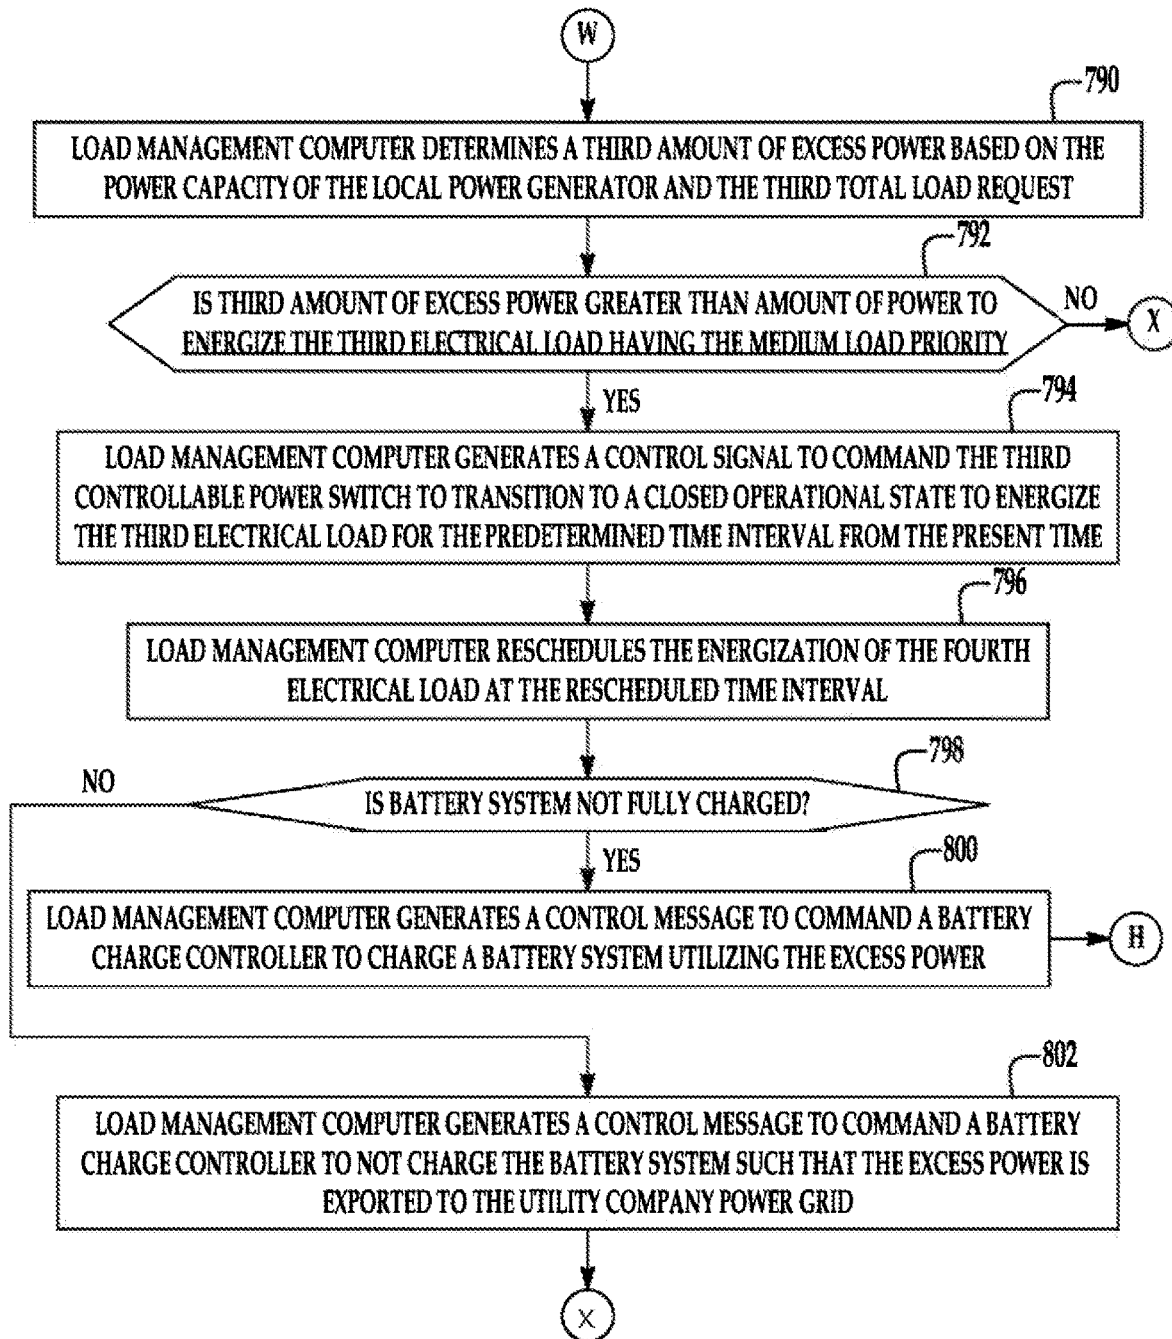 W
790
LOAD MANAGEMENT COMPUTER DETERMINES A THIRD AMOUNT OF EXCESS POWER BASED ON THE
POWER CAPACITY OF THE LOCAL POWER GENERATOR AND THE THIRD TOTAL LOAD REQUEST
792
IS THIRD AMOUNT OF EXCESS POWER GREATER THAN AMOUNT OF POWER TO
ENERGIZE THE THIRD ELECTRICAL LOAD HAVING THE MEDIUM LOAD PRIORITY
NO
X
YES
794
LOAD MANAGEMENT COMPUTER GENERATES A CONTROL SIGNAL TO COMMAND THE THIRD
CONTROLLABLE POWER SWITCH TO TRANSITION TO A CLOSED OPERATIONAL STATE TO ENERGIZE
THE THIRD ELECTRICAL LOAD FOR THE PREDETERMINED TIME INTERVAL FROM THE PRESENT TIME
796
LOAD MANAGEMENT COMPUTER RESCHEDULES THE ENERGIZATION OF THE FOURTH
ELECTRICAL LOAD AT THE RESCHEDULED TIME INTERVAL
798
NO
IS BATTERY SYSTEM NOT FULLY CHARGED?
YES
800
LOAD MANAGEMENT COMPUTER GENERATES A CONTROL MESSAGE TO COMMAND A BATTERY
CHARGE CONTROLLER TO CHARGE A BATTERY SYSTEM UTILIZING THE EXCESS POWER
H
802
LOAD MANAGEMENT COMPUTER GENERATES A CONTROL MESSAGE TO COMMAND A BATTERY
CHARGE CONTROLLER TO NOT CHARGE THE BATTERY SYSTEM SUCH THAT THE EXCESS POWER IS
EXPORTED TO THE UTILITY COMPANY POWER GRID
X